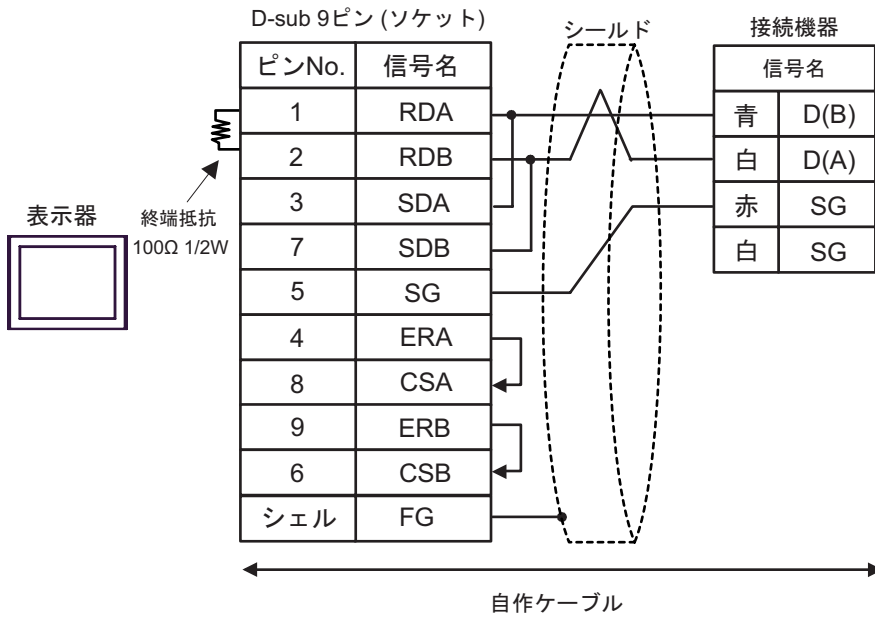 D-sub 9ピン (ソケット)
シールド
接続機器
ピンNo. 信号名
信号名
1 RDA
青 D(B)
2 RDB
白 D(A)
3 SDA
赤 SG
7 SDB
白 SG
5 SG
4 ERA
8 CSA
9 ERB
6 CSB
シェル FG
表示器
終端抵抗
100Ω 1/2W
自作ケーブル